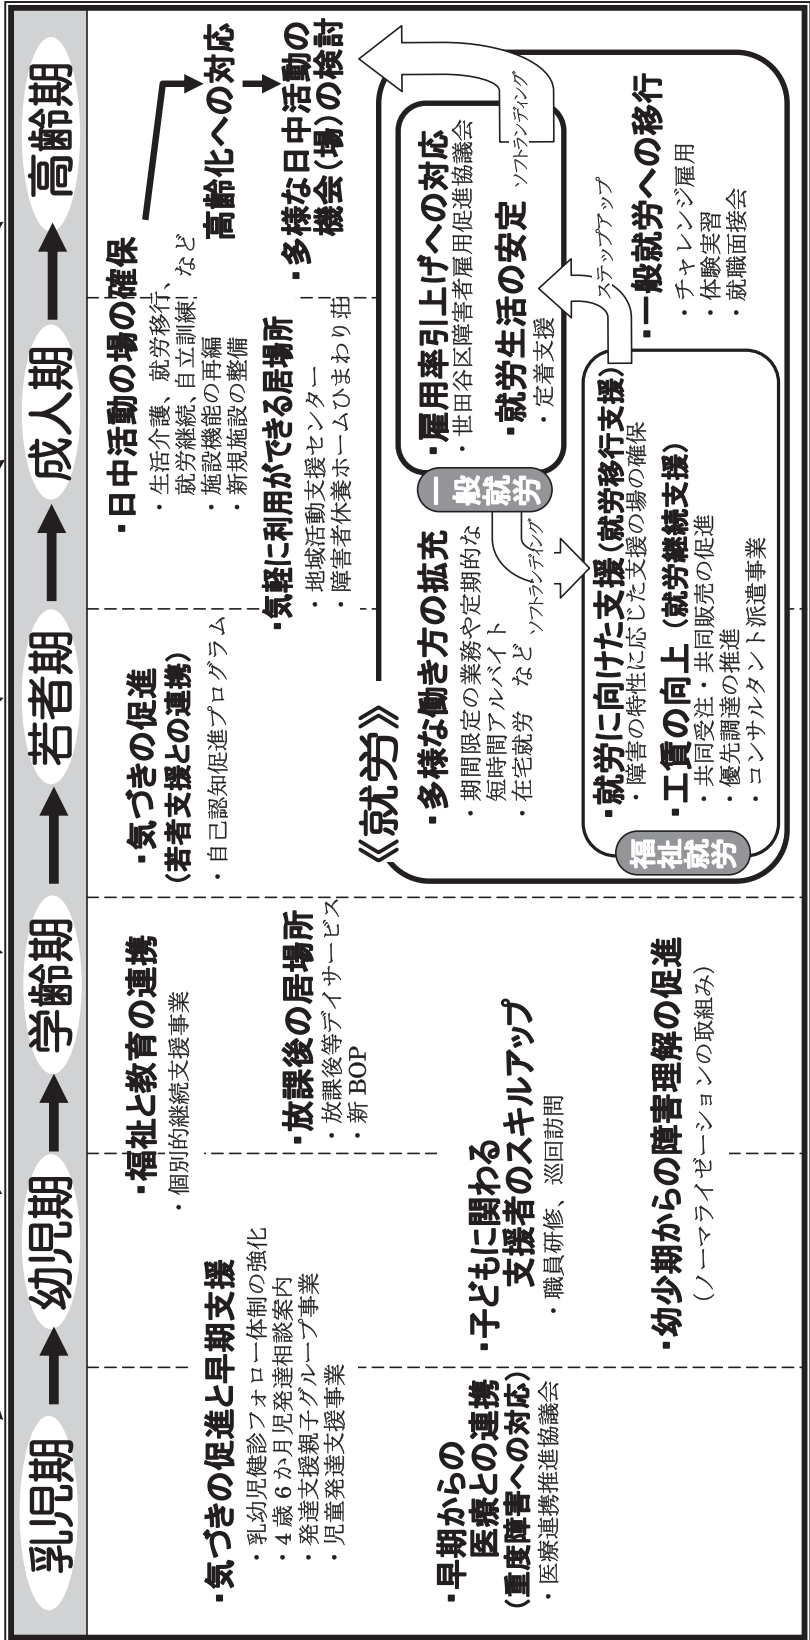 乳児期
幼児期
学齢期
若者期
成人期
高齢期
・気づきの促進と早期支援
・乳幼児健診フォロー体制の強化
・4歳6か月児発達相談案内
・発達支援親子グループ事業
・児童発達支援事業
・早期からの
医療との連携
(重度障害への対応)
・医療連携推進協議会
・福祉と教育の連携
・個別的継続支援事業
・放課後の居場所
・放課後等デイサービス
・新BOP
・子どもに関わる
支援者のスキルアップ
・職員研修、巡回訪問
・幼少期からの障害理解の促進
(ノーマライゼーションの取組み)
・気づきの促進
(若者支援との連携)
・自己認知促進プログラム
・日中活動の場の確保
・生活介護、就労移行、
就労継続、自立訓練 など
・施設機能の再編
・新規施設の整備
・気軽に利用ができる居場所
・地域活動支援センター
・障害者休養ホームひまわり荘
高齢化への対応
・多様な日中活動の
機会(場)の検討
《就労》
・多様な働き方の拡充
・期間限定の業務や定期的な
短時間アルバイト
・在宅就労 など
一般就労
・雇用率引上げへの対応
・世田谷区障害者雇用促進協議会
・就労生活の安定
・定着支援
ソフトランディング
ソフトランディング
ステップアップ
福祉就労
・就労に向けた支援(就労移行支援)
・障害の特性に応じた支援の場の確保
・工賃の向上(就労継続支援)
・共同受注・共同販売の促進
・優先調達の推進
・コンサルタント派遣事業
・一般就労への移行
・チャレンジ雇用
・体験実習
・就職面接会